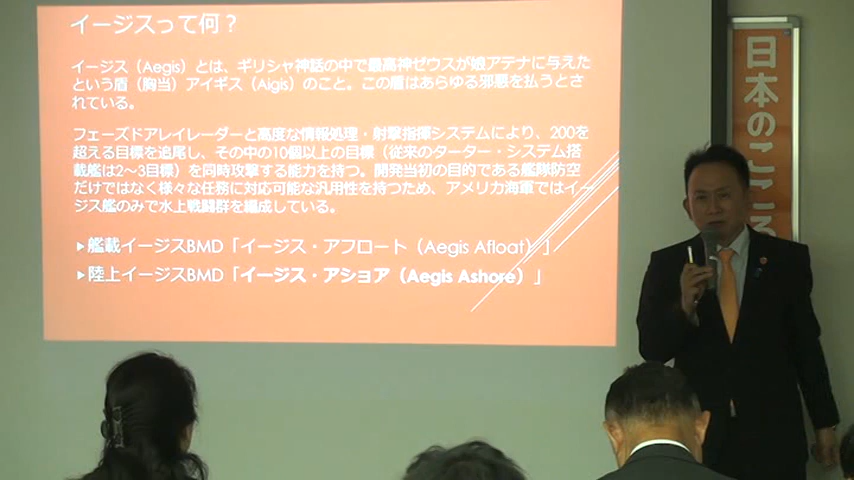 イージスって何？
イージス（Aegis）とは、ギリシャ神話の中で最高神ゼウスが娘アテナに与えた
という盾（胸当）アイギス（Aigis）のこと。この盾はあらゆる邪悪を払うとさ
れている。
フェーズドアレイレーダーと高度な情報処理・射撃指揮システムにより、200を
超える目標を追尾し、その中の10個以上の目標（従来のターター・システム搭
載艦は2～3目標）を同時攻撃する能力を持つ。開発当初の目的である艦隊防空
だけではなく様々な任務に対応可能な汎用性を持つため、アメリカ海軍ではイー
ジス艦のみで水上戦闘群を編成している。
▶艦載イージスBMD「イージス・アフロート（Aegis Afloat）」
▶陸上イージスBMD「イージス・アショア（Aegis Ashore）」
日本のこころ